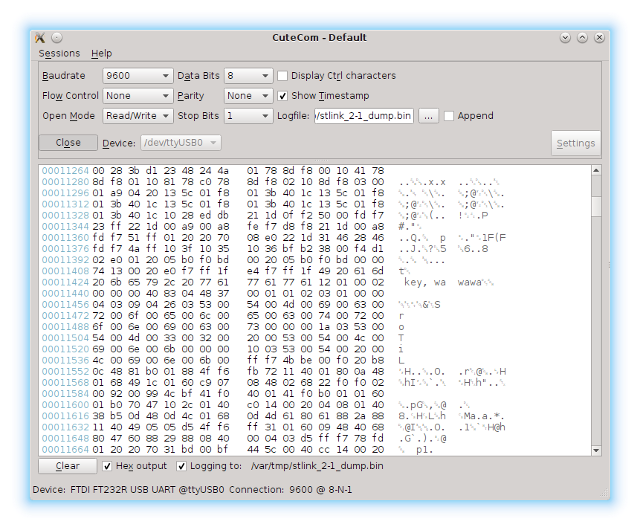 CuteCom - Default
Sessions Help
Baudrate 9600 Data Bits 8 Display Ctrl characters
Flow Control None Parity None Show Timestamp
Open Mode Read/Write Stop Bits 1 Logfile: /stlink_2-1_dump.bin ... Append
Close Device: /dev/ttyUSB0 Settings
00011264 00 28 3b d1 23 48 24 4a 01 78 8d f8 00 10 41 78
00011280 8d f8 01 10 81 78 c0 78 8d f8 02 10 8d f8 03 00
00011296 01 a9 04 20 13 5c 01 f8 01 3b 40 1c 13 5c 01 f8
00011312 01 3b 40 1c 13 5c 01 f8 01 3b 40 1c 13 5c 01 f8
00011328 01 3b 40 1c 10 28 ed db 21 1d 0f f2 50 00 fd f7
00011344 23 ff 22 1d 00 a9 00 a8 fe f7 d8 f8 21 1d 00 a8
00011360 fd f7 51 ff 01 20 20 70 08 e0 22 1d 31 46 28 46
00011376 fd f7 4a ff 10 3f 10 35 10 36 bf b2 38 00 f4 d1
00011392 02 e0 01 20 05 b0 f0 bd 00 20 05 b0 f0 bd 00 00
00011408 74 13 00 20 e0 f7 ff 1f e4 f7 ff 1f 49 20 61 6d
00011424 20 6b 65 79 2c 20 77 61 77 61 77 61 12 01 00 02 key, wa wawa
00011440 00 00 00 40 83 04 48 37 00 01 01 02 03 01 00 00
00011456 04 03 09 04 26 03 53 00 54 00 4d 00 69 00 63 00
00011472 72 00 6f 00 65 00 6c 00 65 00 63 00 74 00 72 00 r
00011488 6f 00 6e 00 69 00 63 00 73 00 00 00 1a 03 53 00 o
00011504 54 00 4d 00 33 00 32 00 20 00 53 00 54 00 4c 00 T
00011520 69 00 6e 00 6b 00 00 00 10 03 53 00 54 00 20 00 i
00011536 4c 00 69 00 6e 00 6b 00 ff f7 4b be 00 f0 20 b8 L
00011552 0c 48 81 b0 01 88 4f f6 fb 72 11 40 01 80 0a 48
00011568 01 68 49 1c 01 60 c9 07 08 48 02 68 22 f0 f0 02
00011584 00 92 00 99 4c bf 41 f0 40 01 41 f0 b0 01 01 60
00011600 01 b0 70 47 10 2c 01 40 c0 14 00 20 04 08 01 40
00011616 38 b5 0d 48 0d 4c 01 68 0d 4d 61 80 61 88 2a 88
00011632 11 40 49 05 05 d5 4f f6 ff 31 01 60 09 48 40 68
00011648 80 47 60 88 29 88 08 40 00 04 03 d5 ff f7 78 fd
00011664 01 20 20 70 31 bd 00 bf 44 5c 00 40 cc 14 00 20
Clear Hex output Logging to: /var/tmp/stlink_2-1_dump.bin
Device: FTDI FT232R USB UART @ttyUSB0 Connection: 9600 @ 8-N-1